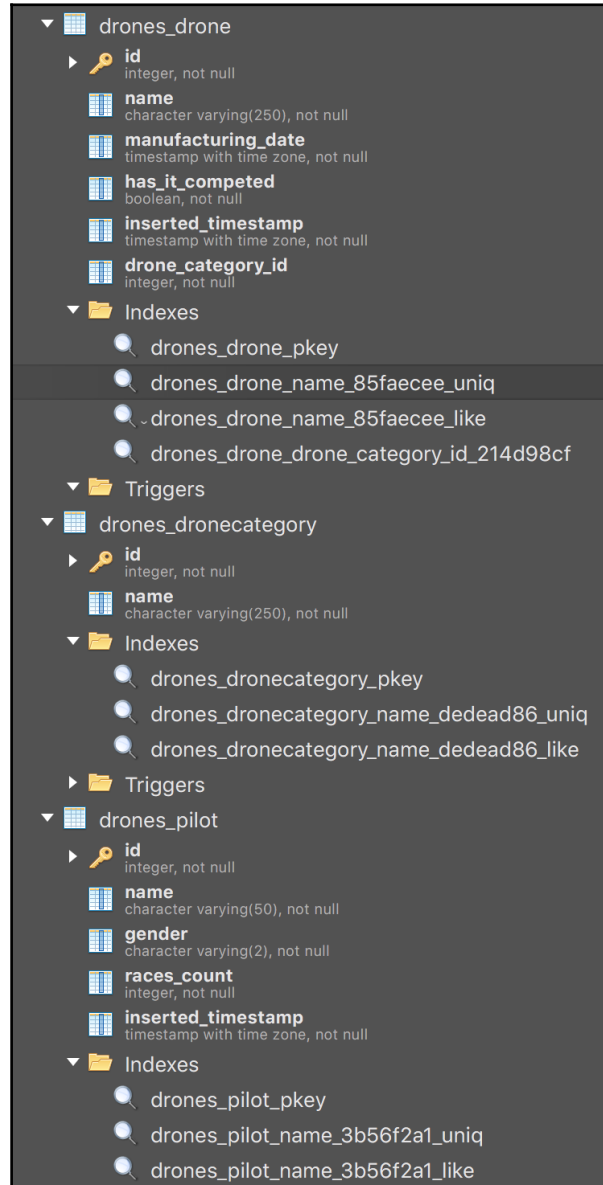 drones_drone
id
integer, not null
name
character varying(250), not null
manufacturing_date
timestamp with time zone, not null
has_it_competed
boolean, not null
inserted_timestamp
timestamp with time zone, not null
drone_category_id
integer, not null
Indexes
drones_drone_pkey
drones_drone_name_85faecee_uniq
drones_drone_name_85faecee_like
drones_drone_drone_category_id_214d98cf
Triggers
drones_dronecategory
id
integer, not null
name
character varying(250), not null
Indexes
drones_dronecategory_pkey
drones_dronecategory_name_dedead86_uniq
drones_dronecategory_name_dedead86_like
Triggers
drones_pilot
id
integer, not null
name
character varying(50), not null
gender
character varying(2), not null
races_count
integer, not null
inserted_timestamp
timestamp with time zone, not null
Indexes
drones_pilot_pkey
drones_pilot_name_3b56f2a1_uniq
drones_pilot_name_3b56f2a1_like